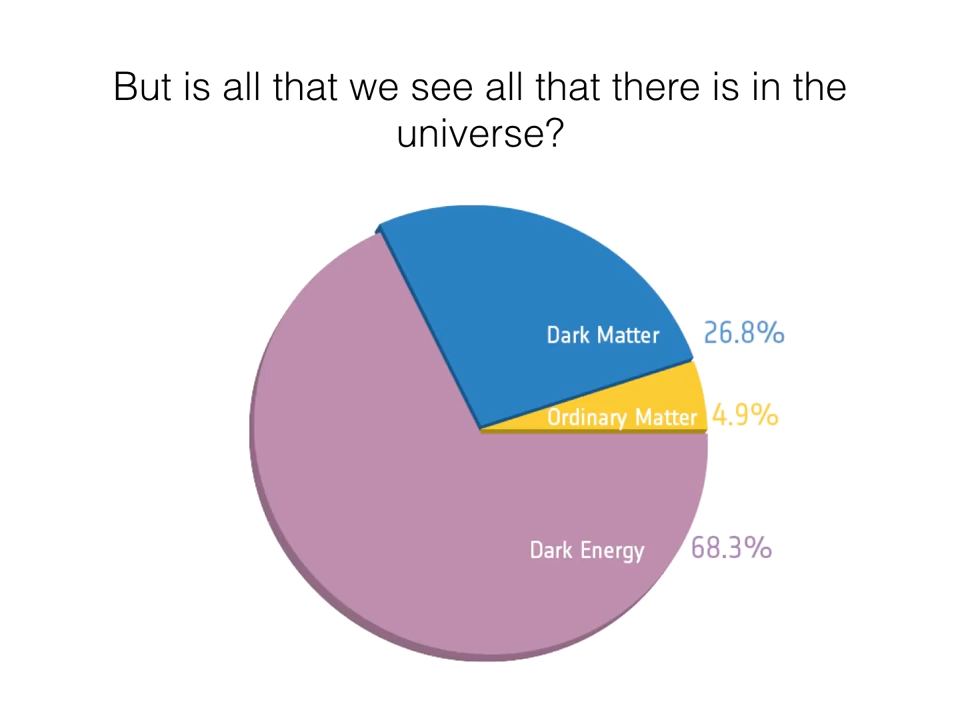 But is all that we see all that there is in the
universe?
Dark Matter 26.8%
Ordinary Matter 4.9%
Dark Energy 68.3%